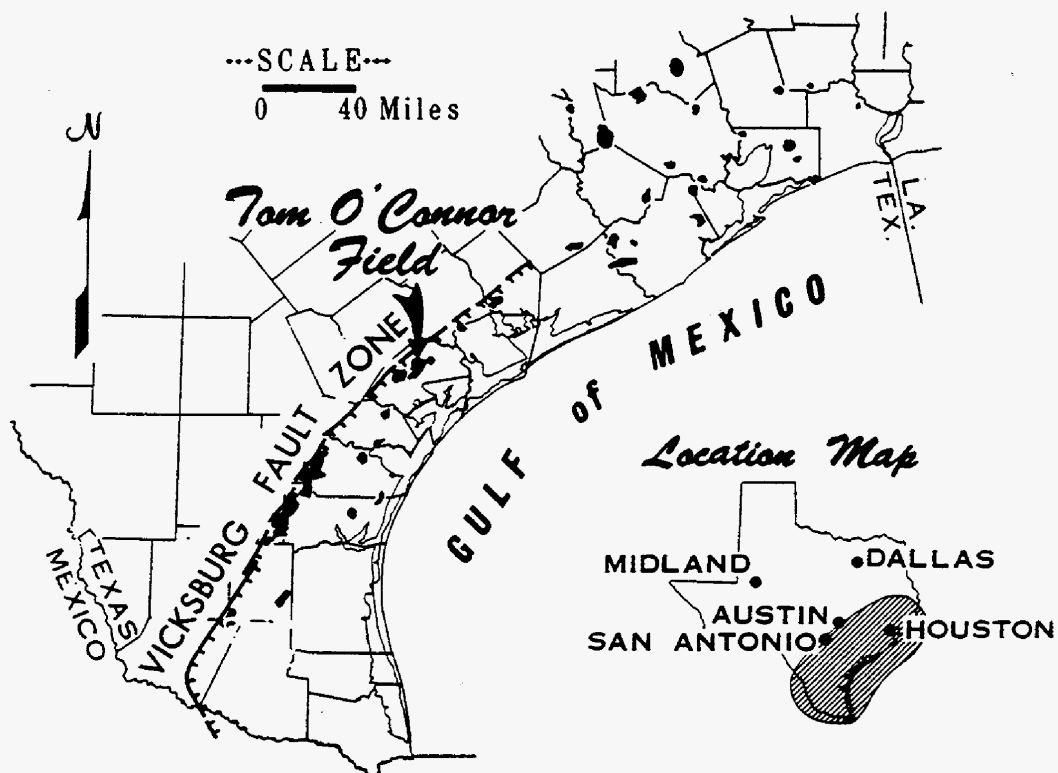 ---SCALE---
0 40 Miles
N
Tom O'Connor
Field
VICKSBURG FAULT ZONE
GULF of MEXICO
LA.
TEX.
TEXAS
MEXICO
Location Map
MIDLAND
DALLAS
AUSTIN
SAN ANTONIO
HOUSTON